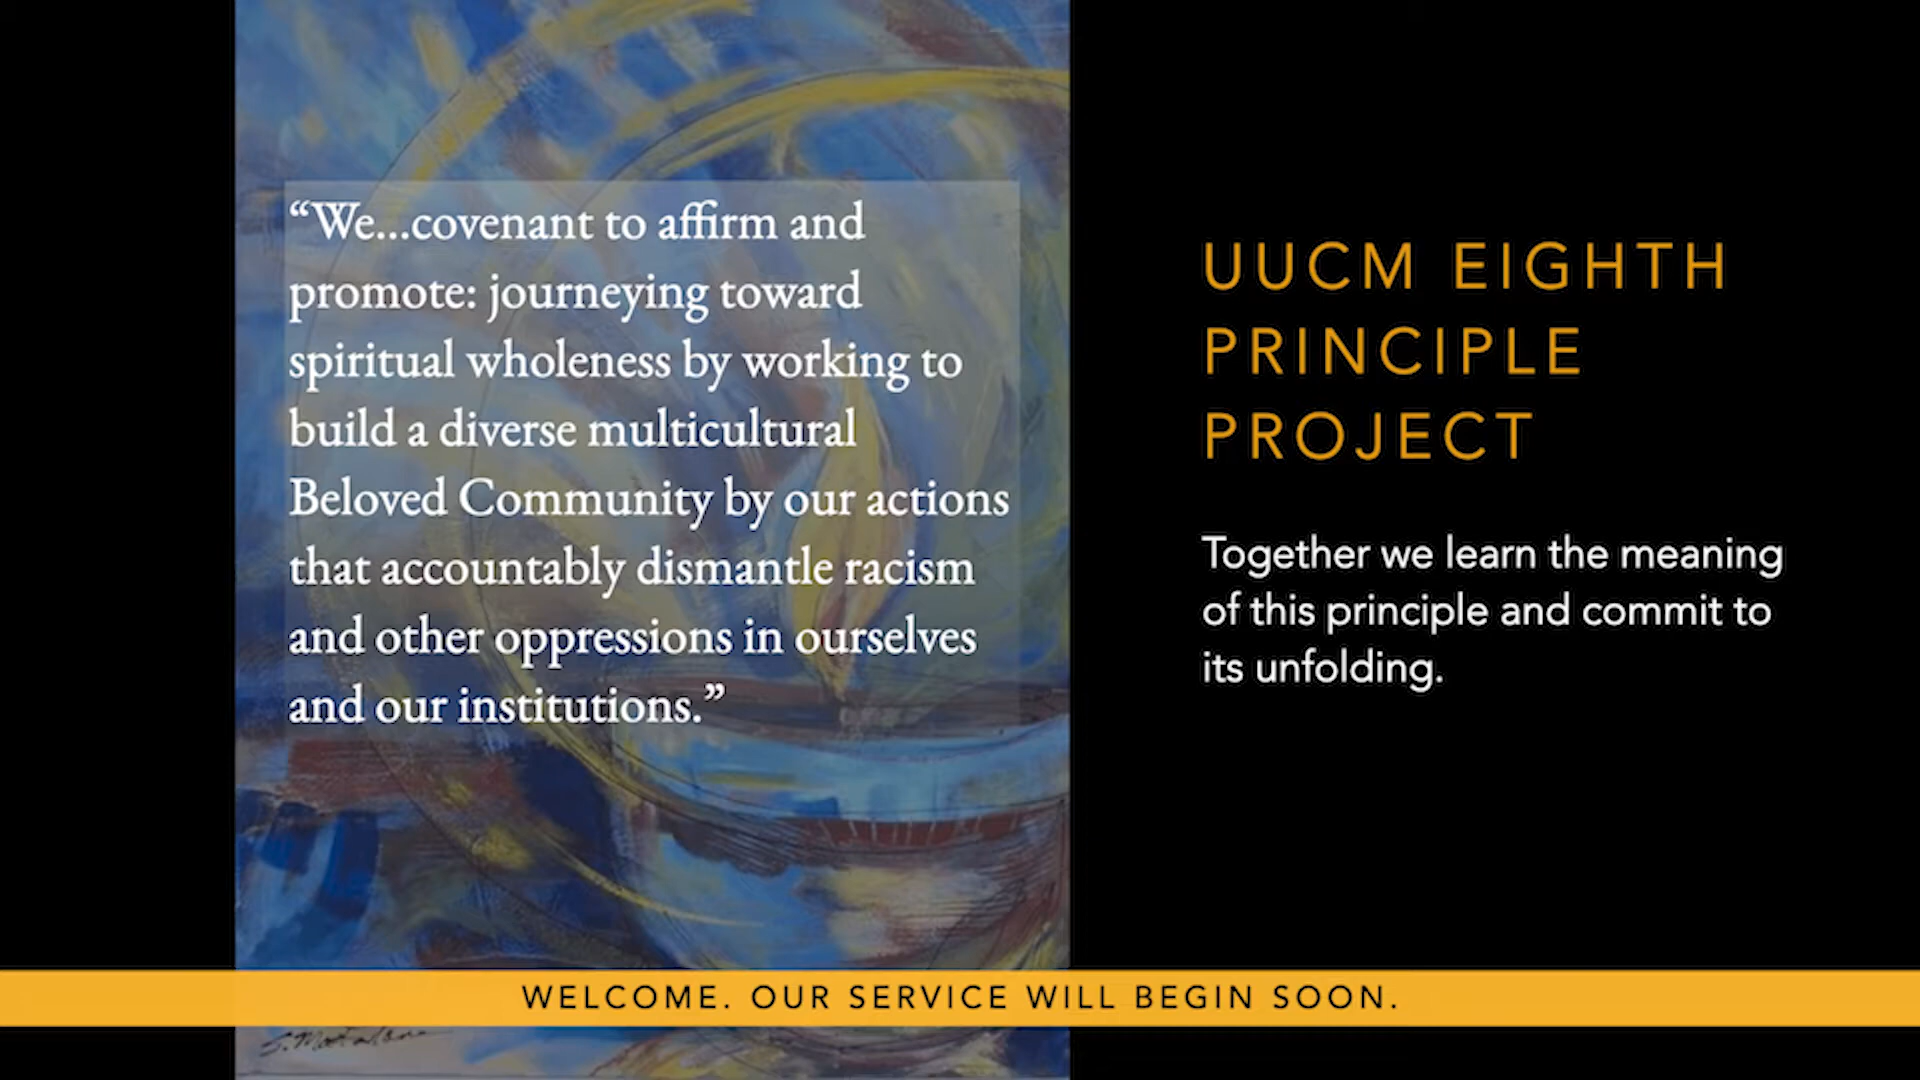 “We...covenant to affirm and
promote: journeying toward
spiritual wholeness by working to
build a diverse multicultural
Beloved Community by our actions
that accountably dismantle racism
and other oppressions in ourselves
and our institutions.”
UUCM EIGHTH
PRINCIPLE
PROJECT
Together we learn the meaning
of this principle and commit to
its unfolding.
WELCOME. OUR SERVICE WILL BEGIN SOON.